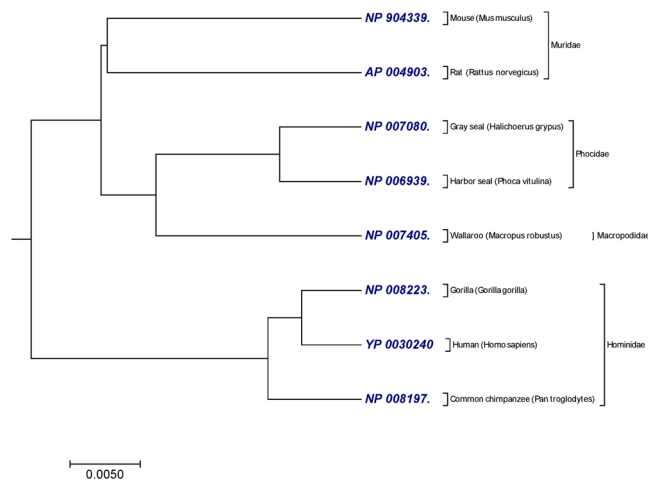 NP 904339. Mouse (Mus musculus)
Muridae
AP 004903. Rat (Rattus norvegicus)
NP 007080. Gray seal (Halichoerus grypus)
Phocidae
NP 006939. Harbor seal (Phoca vitulina)
NP 007405. Wallaroo (Macropus robustus) Macropodidae
NP 008223. Gorilla (Gorilla gorilla)
YP 0030240 Human (Homo sapiens)
Hominidae
NP 008197. Common chimpanzee (Pan troglodytes)
0.0050